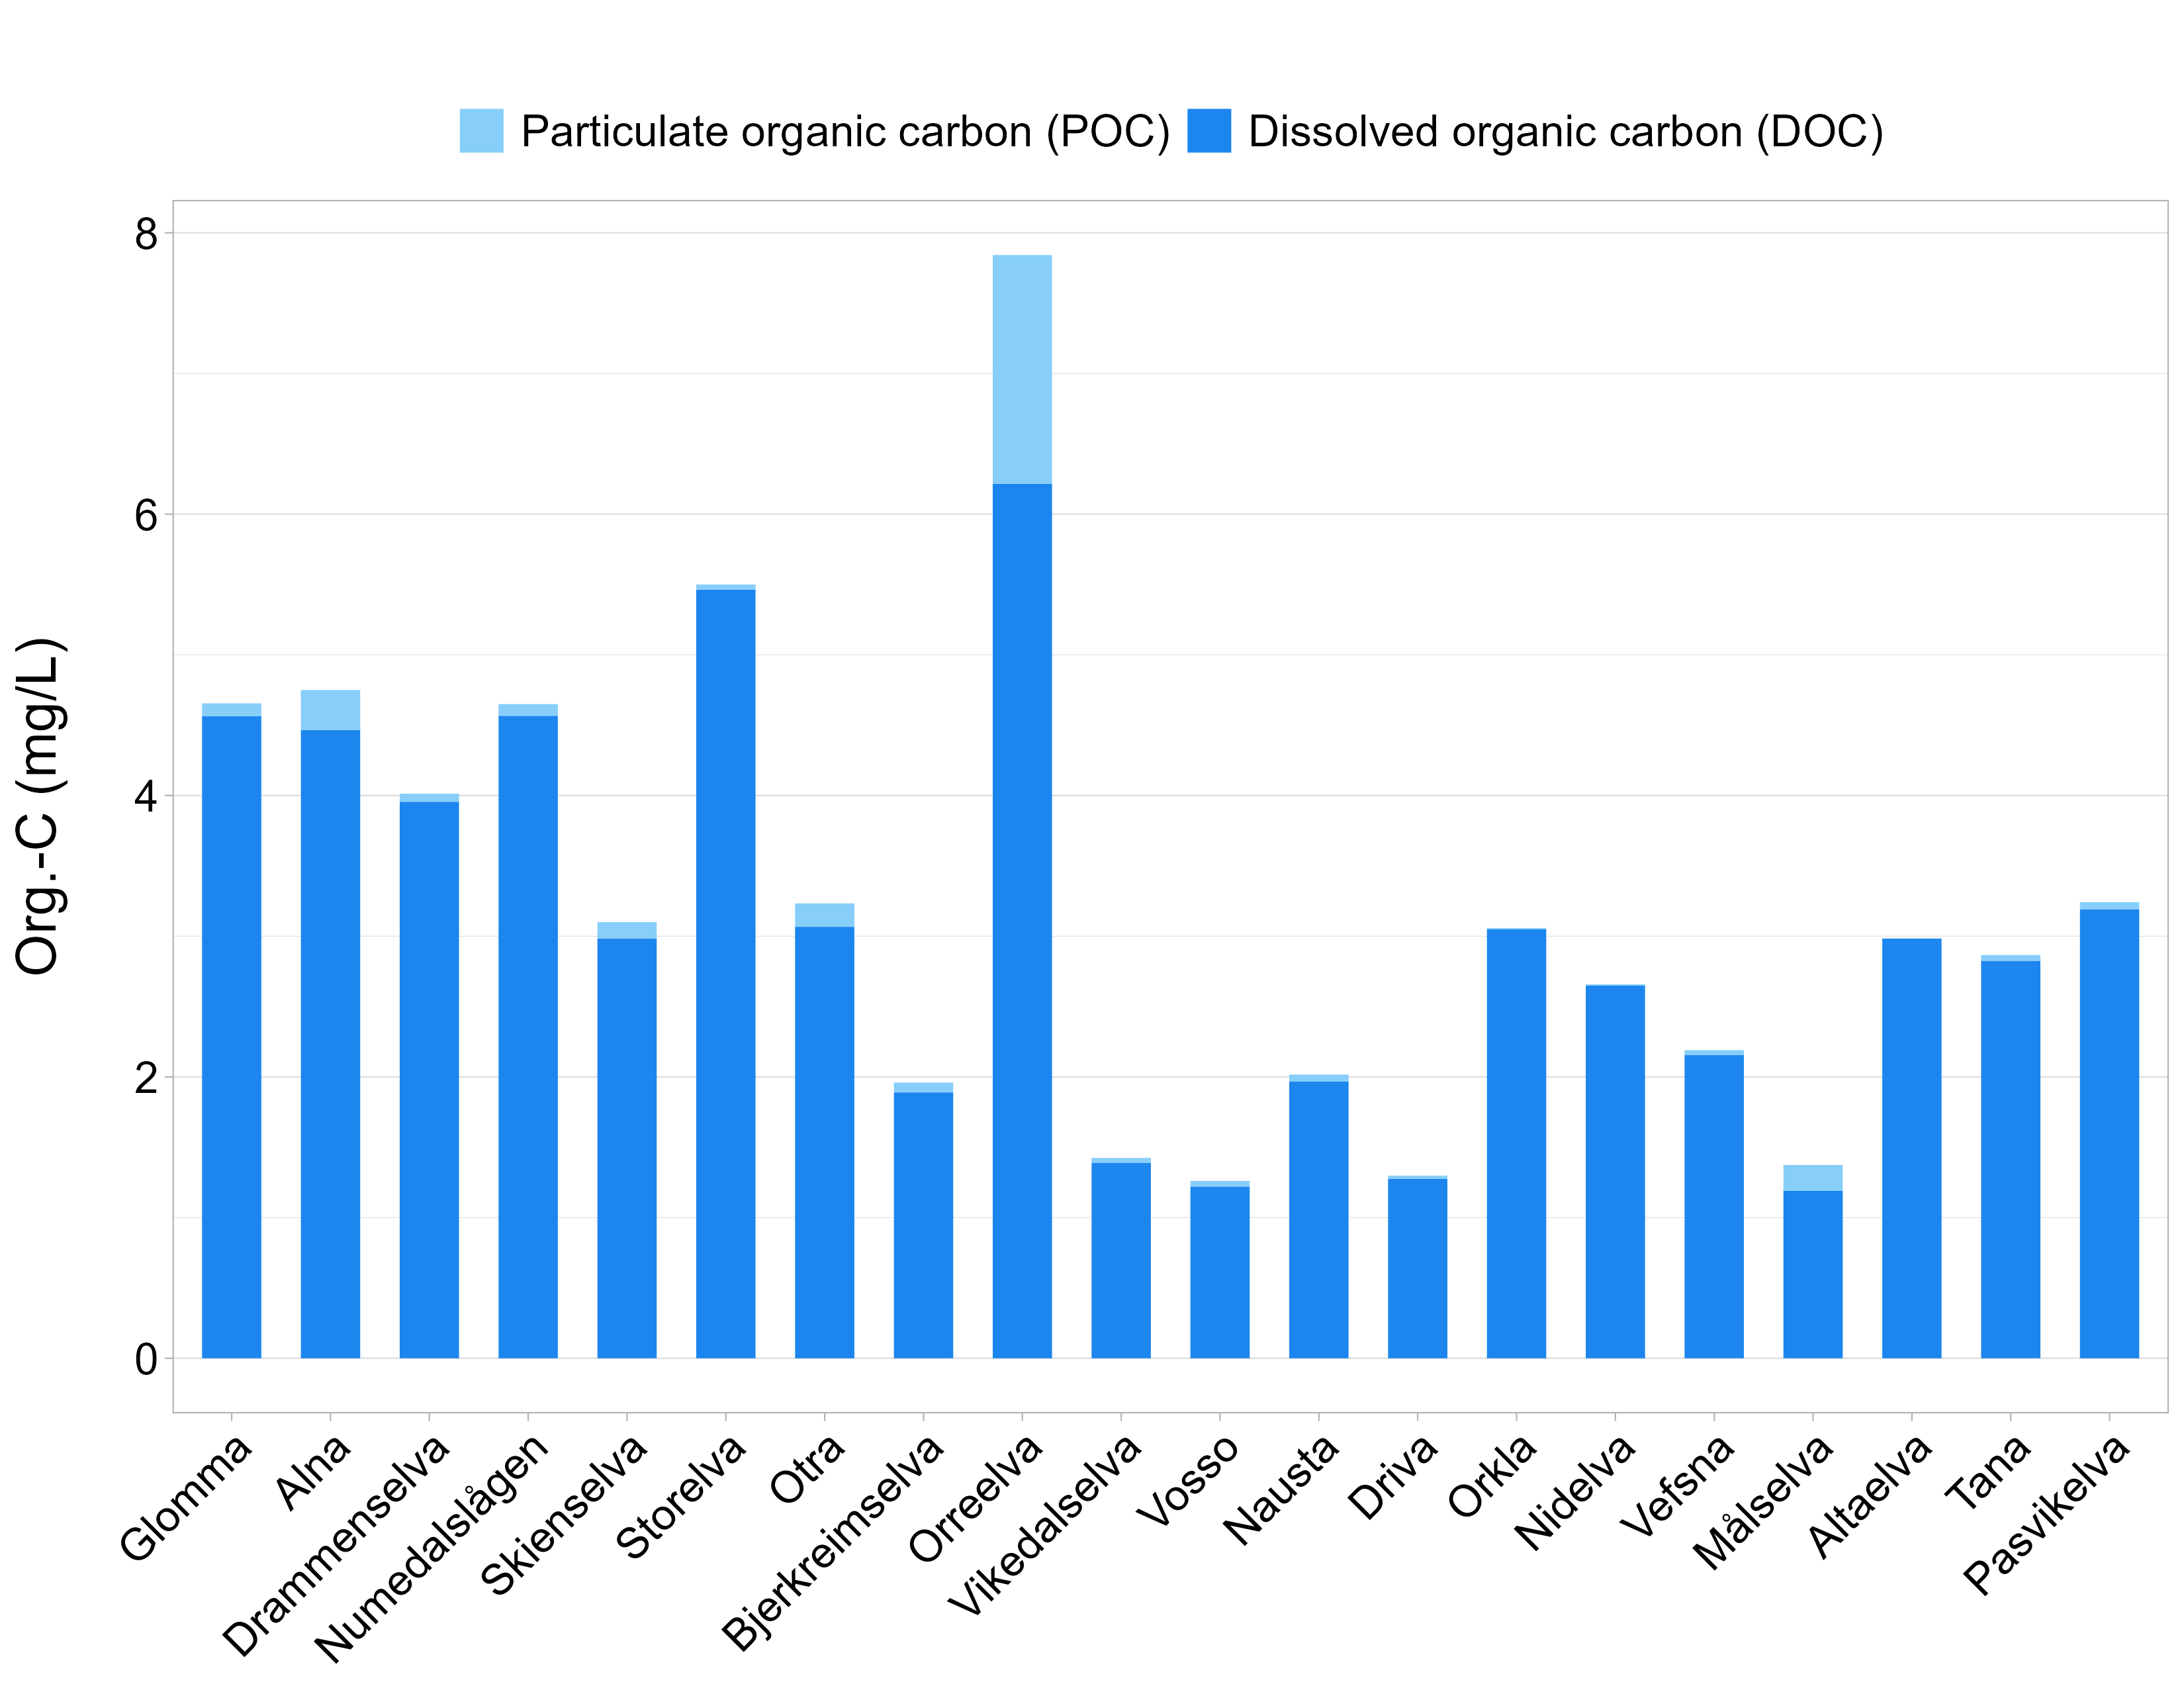 Particulate organic carbon (POC) Dissolved organic carbon (DOC)
Org.-C (mg/L)
8
6
4
2
0
Glomma
Alna
Drammenselva
Numedalslågen
Skienselva
Storelva
Otra
Bjerkreimselva
Orreelva
Vikedalselva
Vosso
Nausta
Driva
Orkla
Nidelva
Vefsna
Målselva
Altaelva
Tana
Pasvikelva